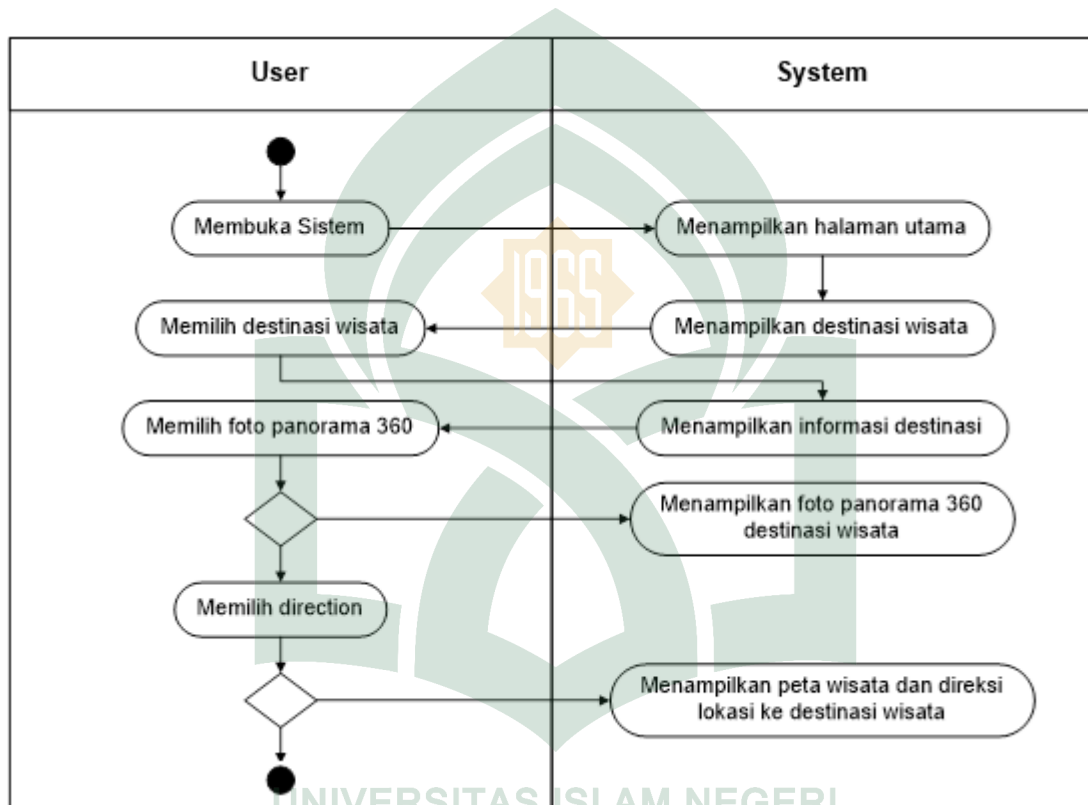 User
System
Membuka Sistem
Menampilkan halaman utama
1965
Memilih destinasi wisata
Menampilkan destinasi wisata
Memilih foto panorama 360
Menampilkan informasi destinasi
Menampilkan foto panorama 360
destinasi wisata
Memilih direction
Menampilkan peta wisata dan direksi
lokasi ke destinasi wisata
UNIVERSITAS ISLAM NEGERI